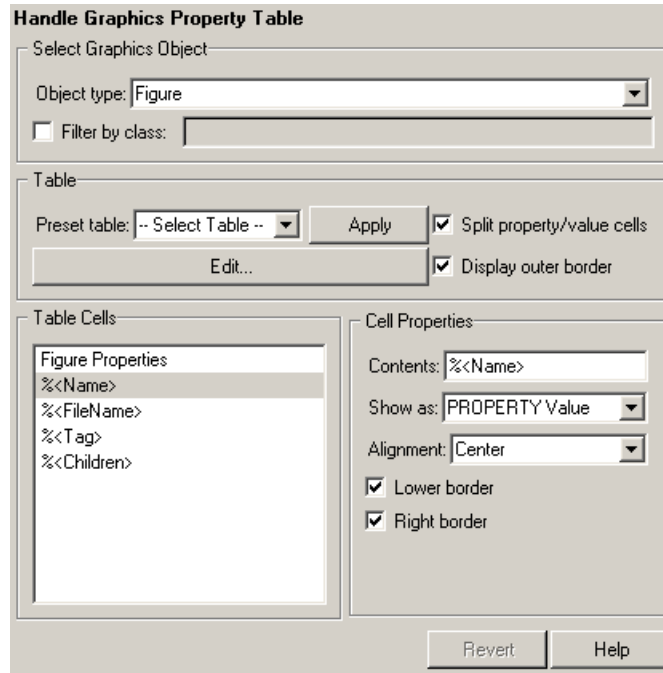 Handle Graphics Property Table
Select Graphics Object
Object type: Figure
Filter by class:
Table
Preset table: -- Select Table -- Apply Split property/value cells
Edit... Display outer border
Table Cells
Figure Properties
%<Name>
%<FileName>
%<Tag>
%<Children>
Cell Properties
Contents: %<Name>
Show as: PROPERTY Value
Alignment: Center
Lower border
Right border
Revert Help